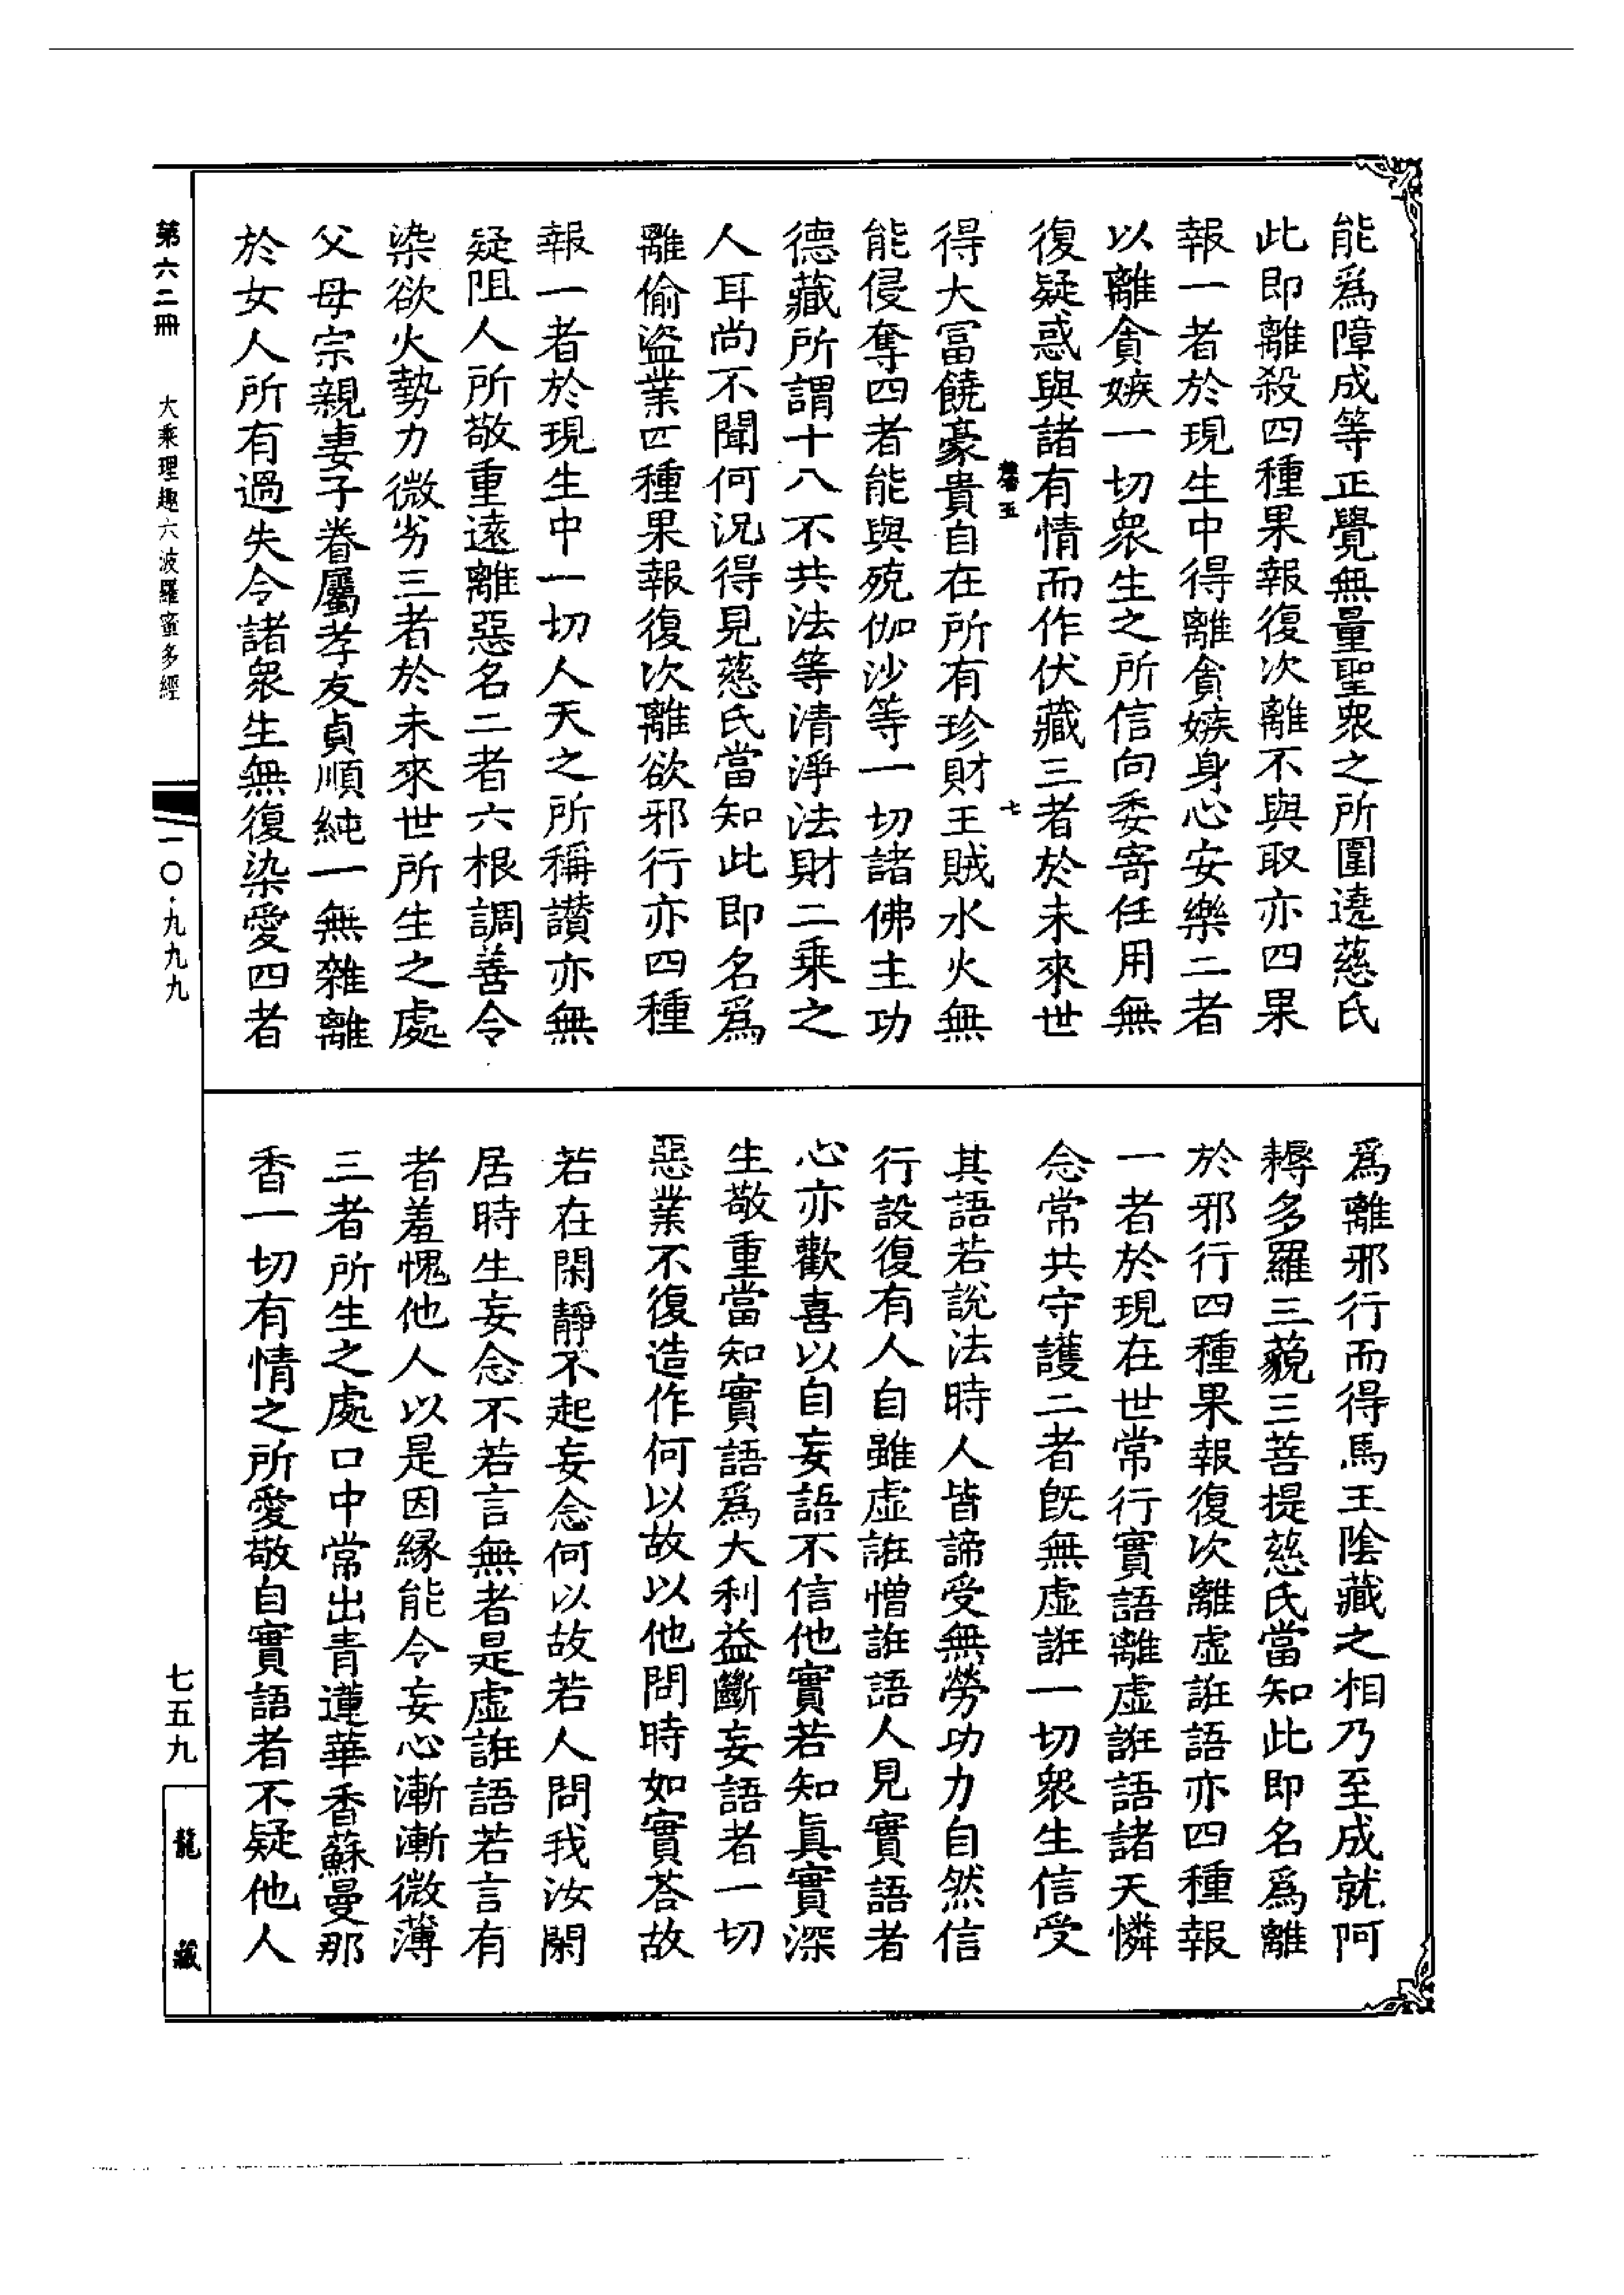 能爲障成等正覺無量聖衆之所圍遶慈氏
此即離殺四種果報復次離不與取亦四果
報一者於現生中得離貪嫉身心安樂二者
以離貪嫉一切衆生之所信向委寄任用無
復疑惑與諸有情而作伏藏三者於未來世
得大富饒豪貴自在所有珍財王賊水火無
能侵奪四者能與殑伽沙等一切諸佛主功
德藏所謂十八不共法等清淨法財二乘之
人耳尚不聞何況得見慈氏當知此即名爲
離偷盜業四種果報復次離欲邪行亦四種
報一者於現生中一切人天之所稱讚亦無
疑阻人所敬重遠離惡名二者六根調善令
染欲火勢力微劣三者於未來世所生之處
父母宗親妻子眷屬孝友貞順純一無雜離
於女人所有過失令諸衆生無復染愛四者
爲離邪行而得馬王陰藏之相乃至成就阿
耨多羅三藐三菩提慈氏當知此即名爲離
於邪行四種果報復次離虛誑語亦四種報
一者於現在世常行實語離虛誑語諸天憐
念常共守護二者旣無虛誑一切衆生信受
其語若說法時人皆諦受無勞功力自然信
行設復有人自雖虛誑憎誑語人見實語者
心亦歡喜以自妄語不信他實若知眞實深
生敬重當知實語爲大利益斷妄語者一切
惡業不復造作何以故以他問時如實荅故
若在閑靜不起妄念何以故若人問我汝閑
居時生妄念不若言無者是虛誑語若言有
者羞愧他人以是因緣能令妄心漸漸微薄
三者所生之處口中常出青蓮華香蘇曼那
香一切有情之所愛敬自實語者不疑他人
第六二冊
大乘理趣六波羅蜜多經
一〇·九九九
七五九
龍藏
五
七